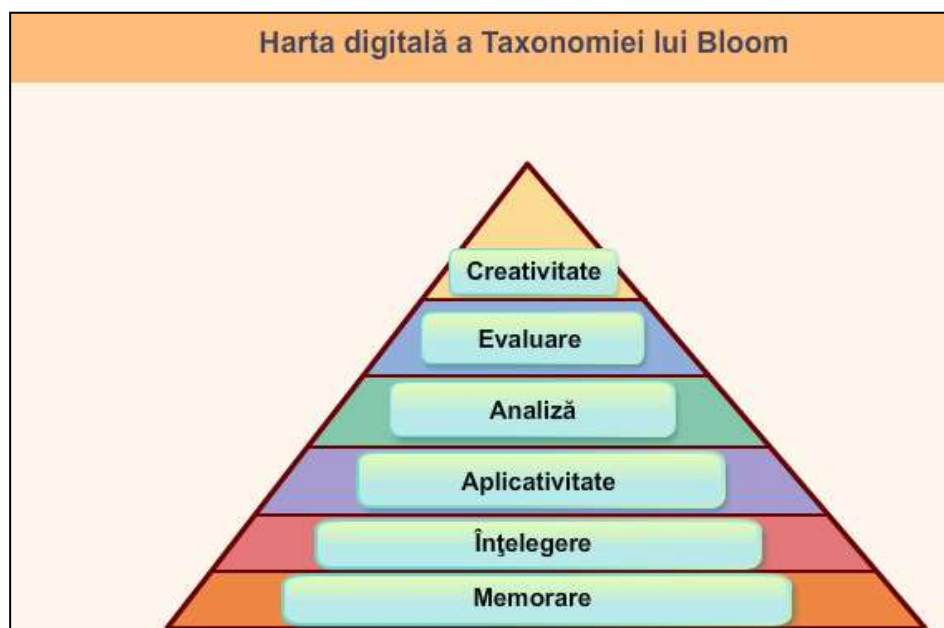 Harta digitală a Taxonomiei lui Bloom
Creativitate
Evaluare
Analiză
Aplicativitate
Înţelegere
Memorare